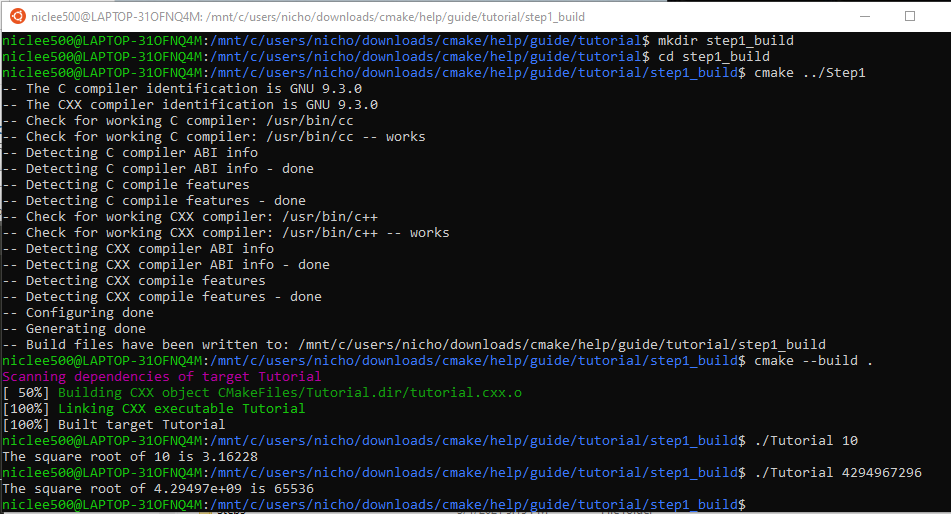 niclee500@LAPTOP-31OFNQ4M: /mnt/c/users/nicho/downloads/cmake/help/guide/tutorial/step1_build
niclee500@LAPTOP-31OFNQ4M:/mnt/c/users/nicho/downloads/cmake/help/guide/tutorial$ mkdir step1_build
niclee500@LAPTOP-31OFNQ4M:/mnt/c/users/nicho/downloads/cmake/help/guide/tutorial$ cd step1_build
niclee500@LAPTOP-31OFNQ4M:/mnt/c/users/nicho/downloads/cmake/help/guide/tutorial/step1_build$ cmake ../Step1
-- The C compiler identification is GNU 9.3.0
-- The CXX compiler identification is GNU 9.3.0
-- Check for working C compiler: /usr/bin/cc
-- Check for working C compiler: /usr/bin/cc -- works
-- Detecting C compiler ABI info
-- Detecting C compiler ABI info - done
-- Detecting C compile features
-- Detecting C compile features - done
-- Check for working CXX compiler: /usr/bin/c++
-- Check for working CXX compiler: /usr/bin/c++ -- works
-- Detecting CXX compiler ABI info
-- Detecting CXX compiler ABI info - done
-- Detecting CXX compile features
-- Detecting CXX compile features - done
-- Configuring done
-- Generating done
-- Build files have been written to: /mnt/c/users/nicho/downloads/cmake/help/guide/tutorial/step1_build
niclee500@LAPTOP-31OFNQ4M:/mnt/c/users/nicho/downloads/cmake/help/guide/tutorial/step1_build$ cmake --build .
Scanning dependencies of target Tutorial
[ 50%] Building CXX object CMakeFiles/Tutorial.dir/tutorial.cxx.o
[100%] Linking CXX executable Tutorial
[100%] Built target Tutorial
niclee500@LAPTOP-31OFNQ4M:/mnt/c/users/nicho/downloads/cmake/help/guide/tutorial/step1_build$ ./Tutorial 10
The square root of 10 is 3.16228
niclee500@LAPTOP-31OFNQ4M:/mnt/c/users/nicho/downloads/cmake/help/guide/tutorial/step1_build$ ./Tutorial 4294967296
The square root of 4.29497e+09 is 65536
niclee500@LAPTOP-31OFNQ4M:/mnt/c/users/nicho/downloads/cmake/help/guide/tutorial/step1_build$